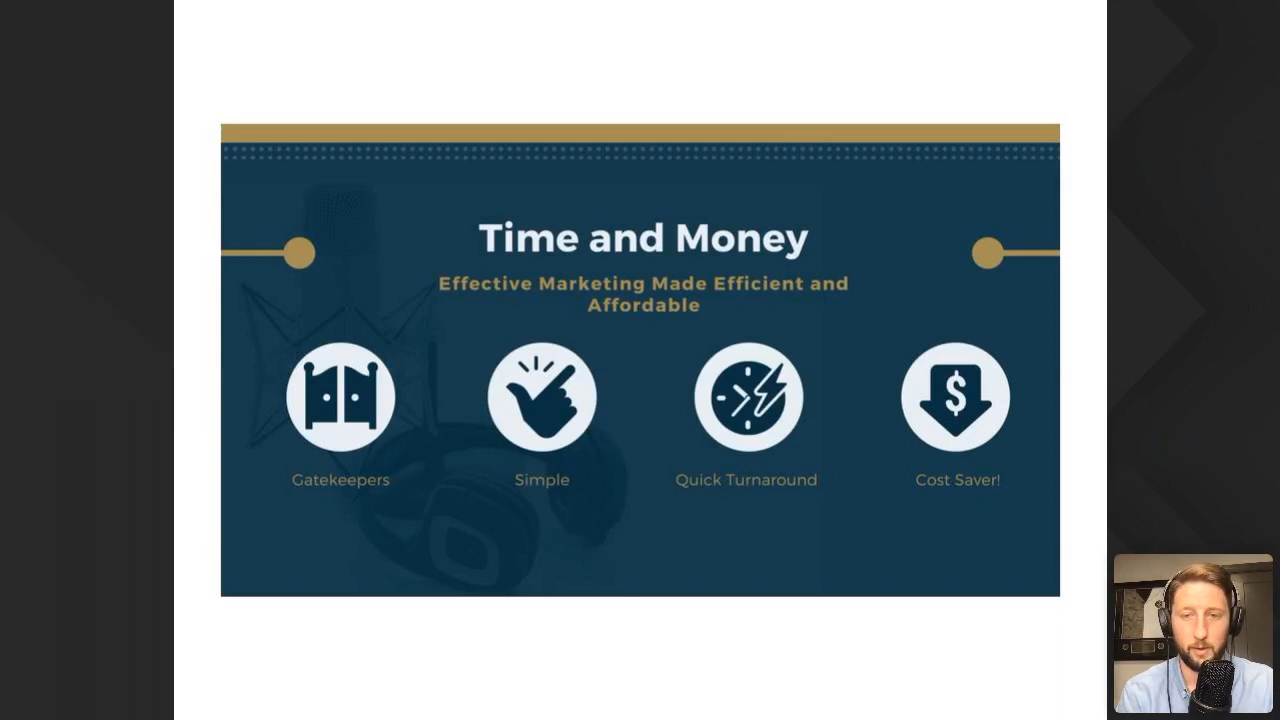 Time and Money
Effective Marketing Made Efficient and
Affordable
$
Gatekeepers
Simple
Quick Turnaround
Cost Saver!